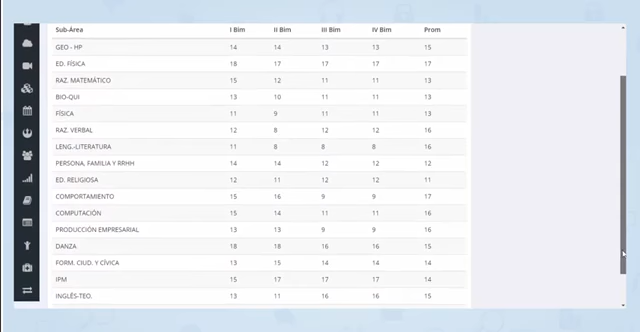 Sub-Área I Bim II Bim III Bim IV Bim Prom
GEO - HP 14 14 13 13 15
ED. FÍSICA 18 17 17 17 17
RAZ. MATEMÁTICO 15 12 11 11 13
BIO-QUI 13 10 11 11 13
FÍSICA 11 9 11 11 13
RAZ. VERBAL 12 8 12 12 16
LENG.-LITERATURA 11 8 8 8 16
PERSONA, FAMILIA Y RRHH 14 14 12 12 12
ED. RELIGIOSA 12 11 12 12 11
COMPORTAMIENTO 15 16 9 9 17
COMPUTACIÓN 15 14 11 11 16
PRODUCCIÓN EMPRESARIAL 13 13 9 9 16
DANZA 18 18 16 16 15
FORM. CIUD. Y CÍVICA 13 15 14 14 14
IPM 15 17 17 17 14
INGLÉS-TEO. 13 11 16 16 15